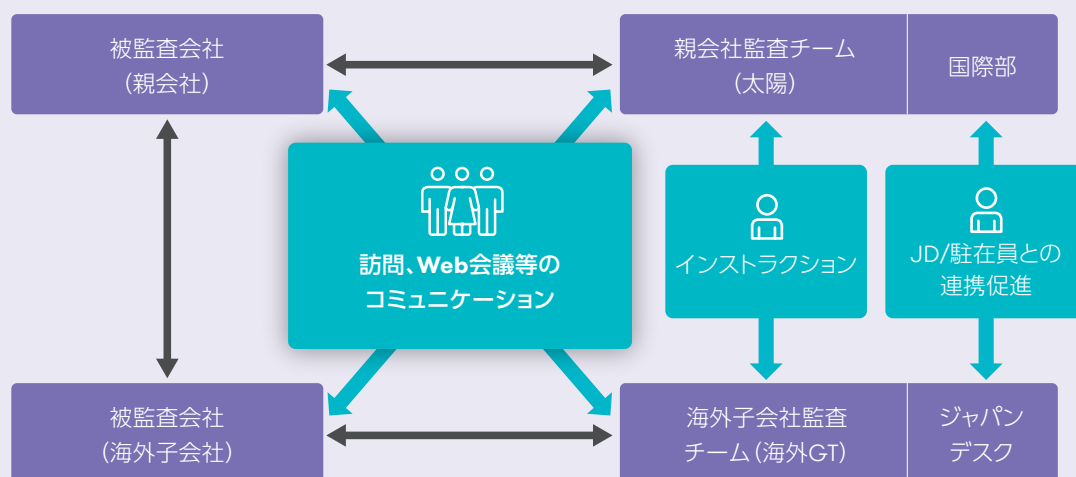 被監査会社
(親会社)
親会社監査チーム
(太陽)
国際部
訪問、Web会議等の
コミュニケーション
インストラクション
JD/駐在員との
連携促進
被監査会社
(海外子会社)
海外子会社監査
チーム(海外GT)
ジャパン
デスク